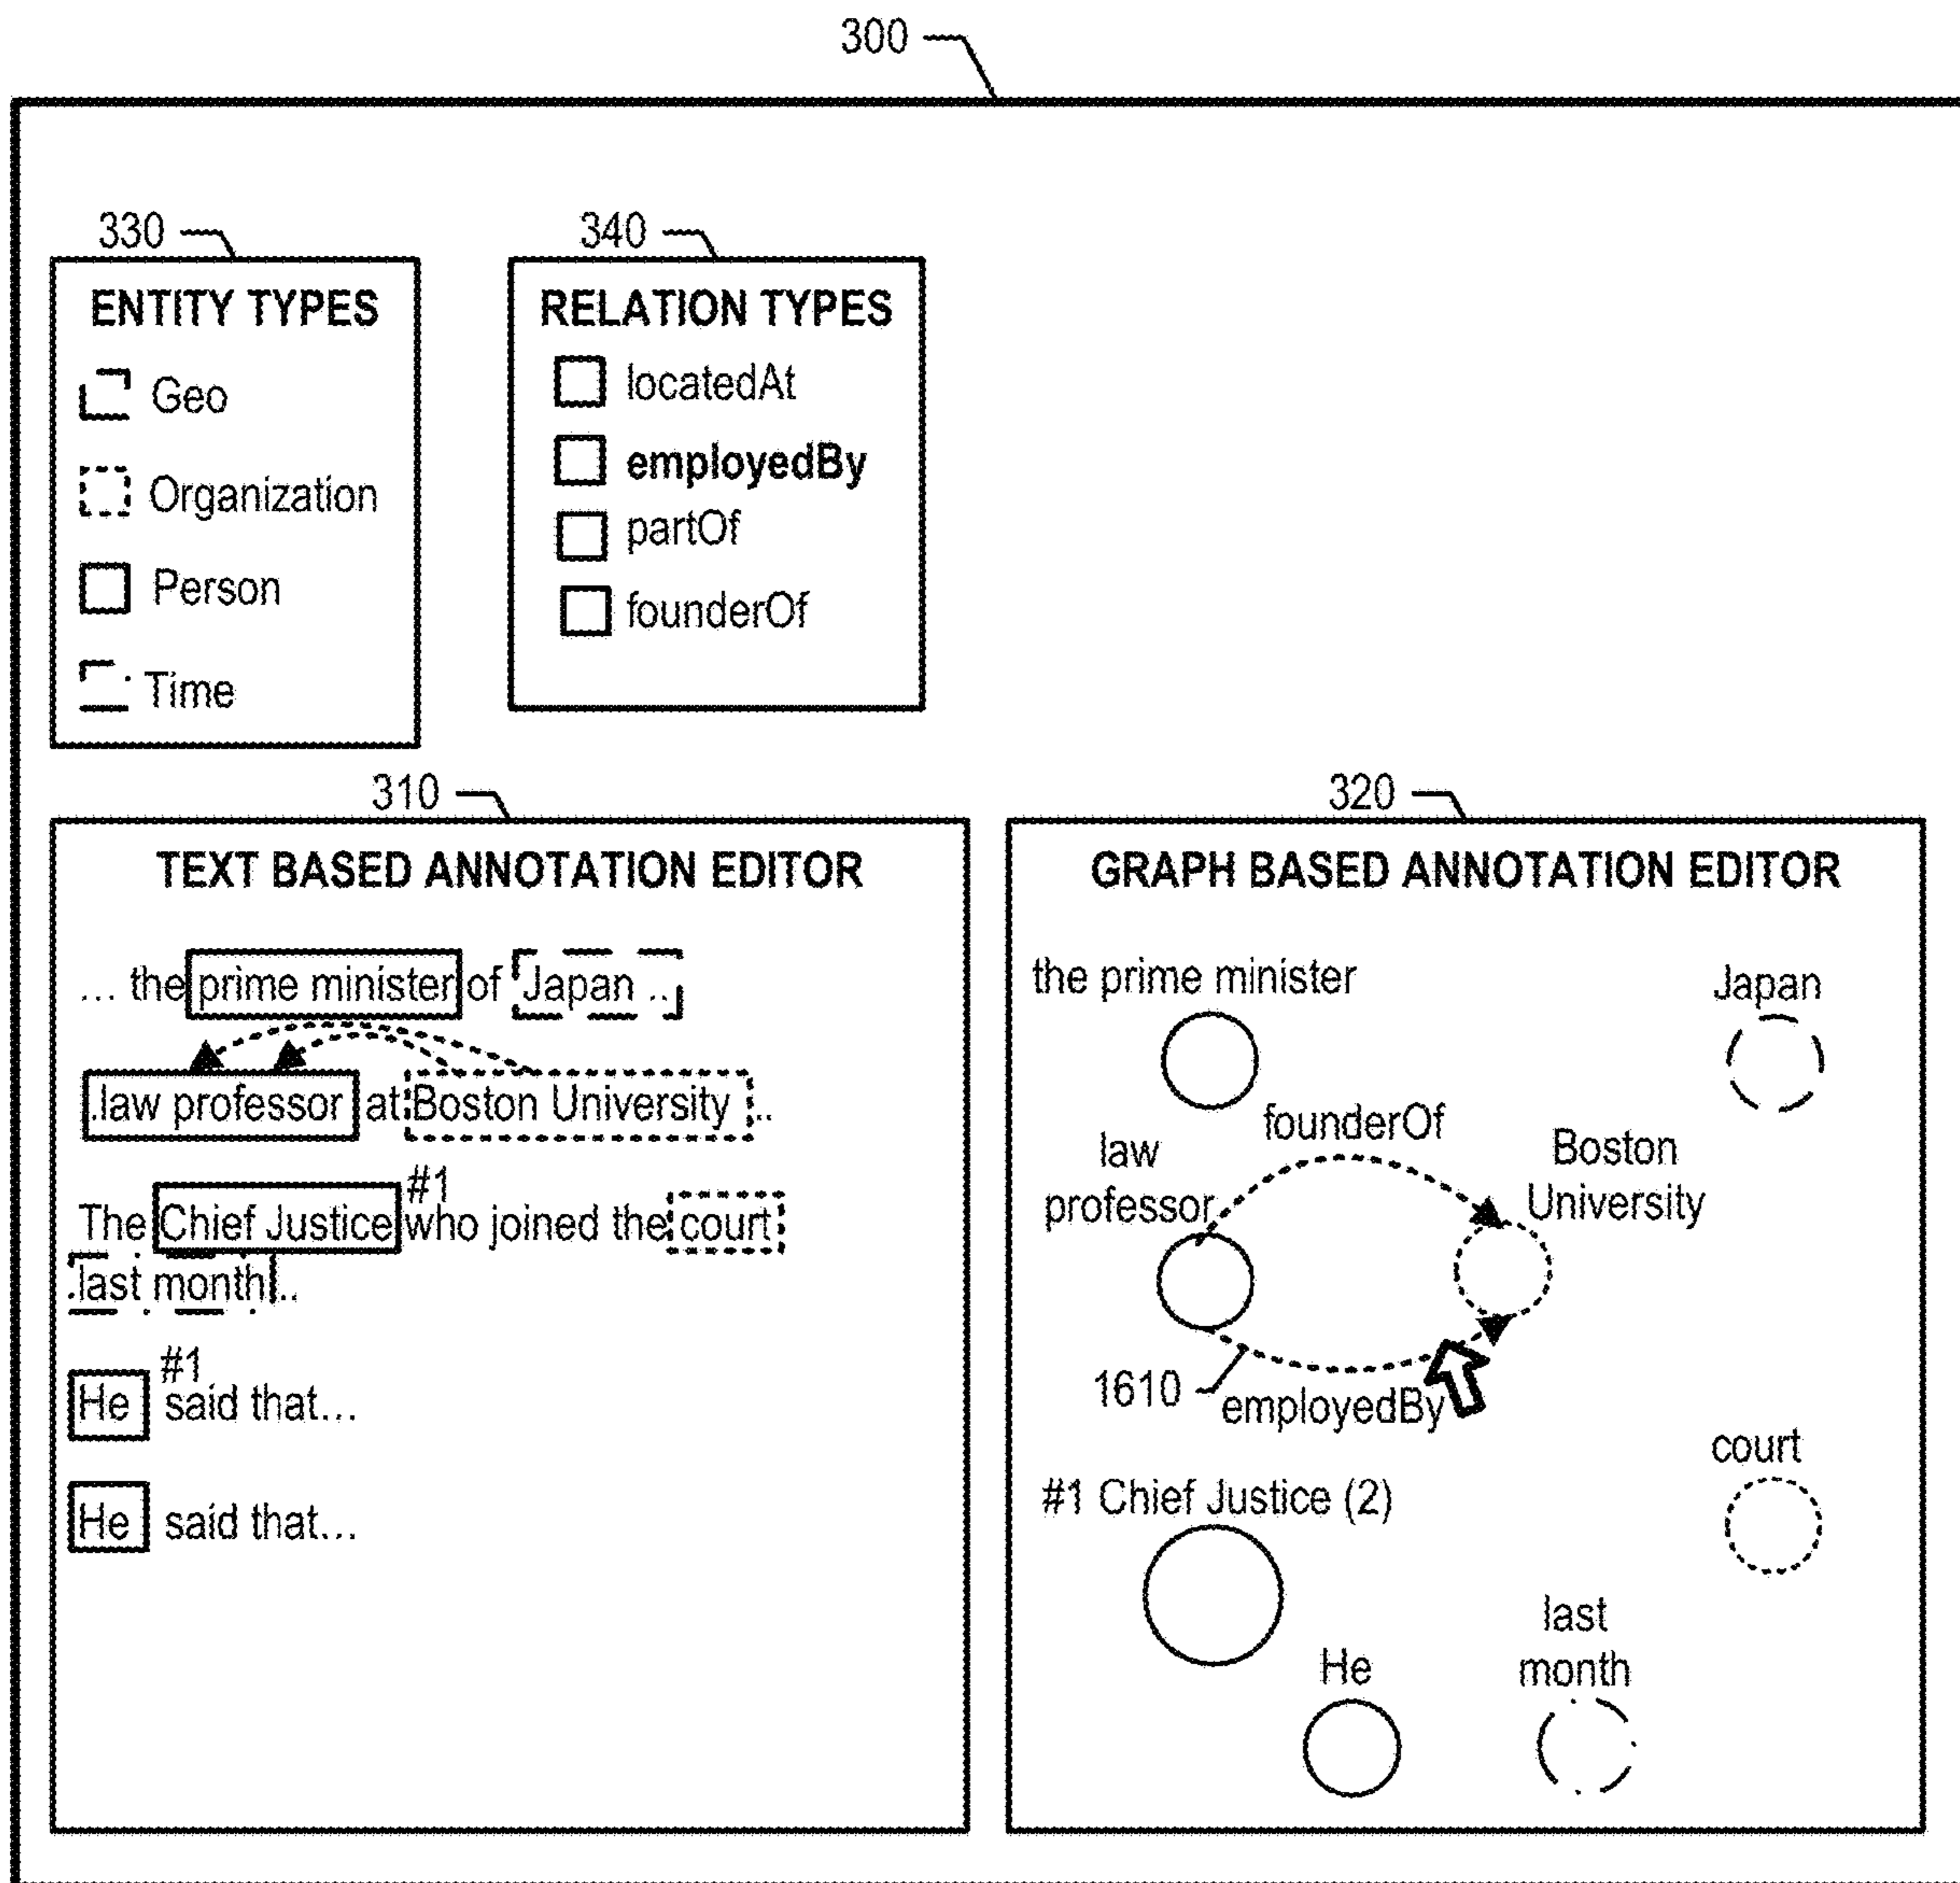 300
330
ENTITY TYPES
Geo
Organization
Person
Time
340
RELATION TYPES
locatedAt
employedBy
partOf
founderOf
310
TEXT BASED ANNOTATION EDITOR
... the prime minister of Japan ..
.law professor at Boston University ..
#1
The Chief Justice who joined the court
.last month ..
#1
He said that...
He said that...
320
GRAPH BASED ANNOTATION EDITOR
the prime minister
Japan
founderOf
law
professor
Boston
University
1610
employedBy
court
#1 Chief Justice (2)
last
month
He